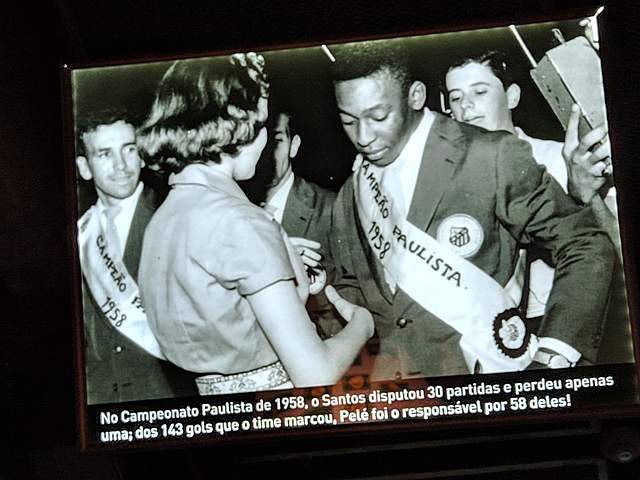 CAMPEÃO PAULISTA.
1958
CAMPEÃO PA
1958
No Campeonato Paulista de 1958, o Santos disputou 30 partidas e perdeu apenas
uma; dos 143 gols que o time marcou, Pelé foi o responsável por 58 deles!